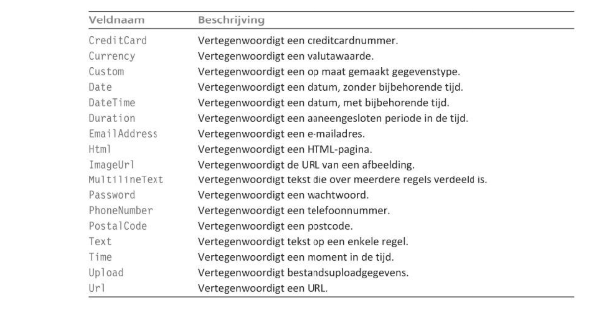 Veldnaam Beschrijving
CreditCard Vertegenwoordigt een creditcardnummer.
Currency Vertegenwoordigt een valutawaarde.
Custom Vertegenwoordigt een op maat gemaakt gegevenstype.
Date Vertegenwoordigt een datum, zonder bijbehorende tijd.
DateTime Vertegenwoordigt een datum, met bijbehorende tijd.
Duration Vertegenwoordigt een aaneengesloten periode in de tijd.
EmailAddress Vertegenwoordigt een e-mailadres.
Html Vertegenwoordigt een HTML-pagina.
ImageUrl Vertegenwoordigt de URL van een afbeelding.
MultilineText Vertegenwoordigt tekst die over meerdere regels verdeeld is.
Password Vertegenwoordigt een wachtwoord.
PhoneNumber Vertegenwoordigt een telefoonnummer.
PostalCode Vertegenwoordigt een postcode.
Text Vertegenwoordigt tekst op een enkele regel.
Time Vertegenwoordigt een moment in de tijd.
Upload Vertegenwoordigt bestandsuploadgegevens.
Url Vertegenwoordigt een URL.